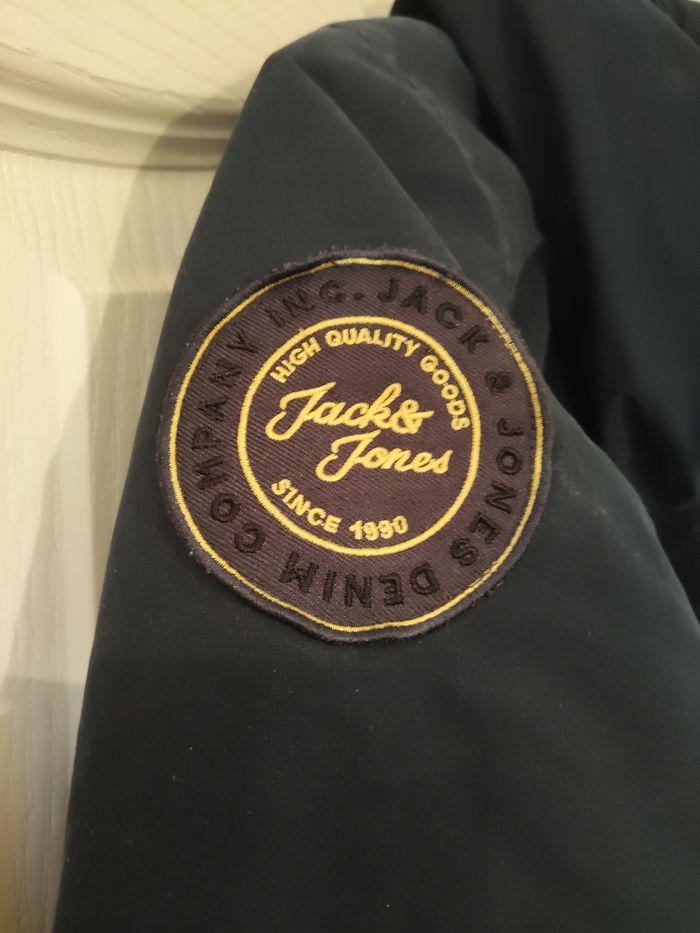 JACK & JONES DENIM COMPANY INC.
HIGH QUALITY GOODS
Jack&
Jones
SINCE 1990